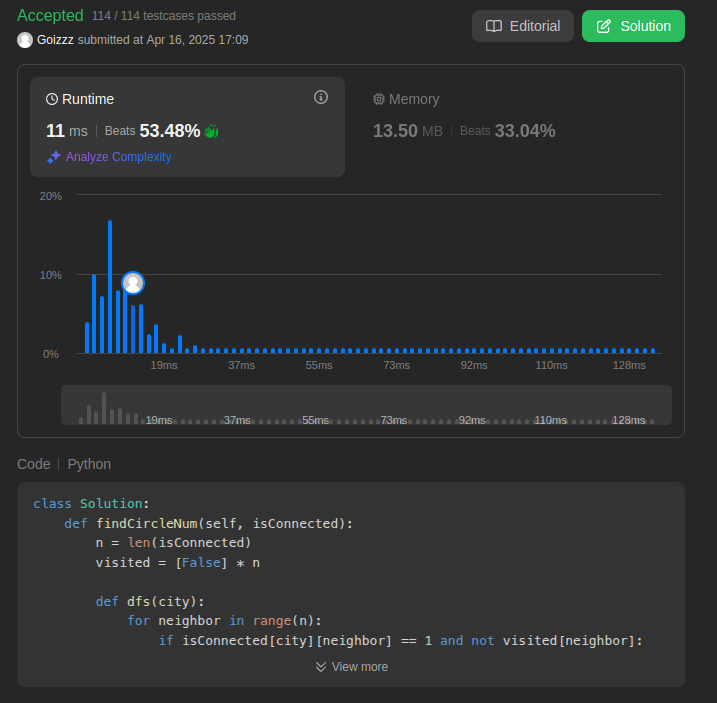 Accepted 114 / 114 testcases passed
Editorial
Solution
Goizzz submitted at Apr 16, 2025 17:09
Runtime
11 ms | Beats 53.48%
Analyze Complexity
Memory
13.50 MB | Beats 33.04%
20%
10%
0%
19ms 37ms 55ms 73ms 92ms 110ms 128ms
19ms 37ms 55ms 73ms 92ms 110ms 128ms
Code | Python
class Solution:
    def findCircleNum(self, isConnected):
        n = len(isConnected)
        visited = [False] * n
        def dfs(city):
            for neighbor in range(n):
                if isConnected[city][neighbor] == 1 and not visited[neighbor]:
View more